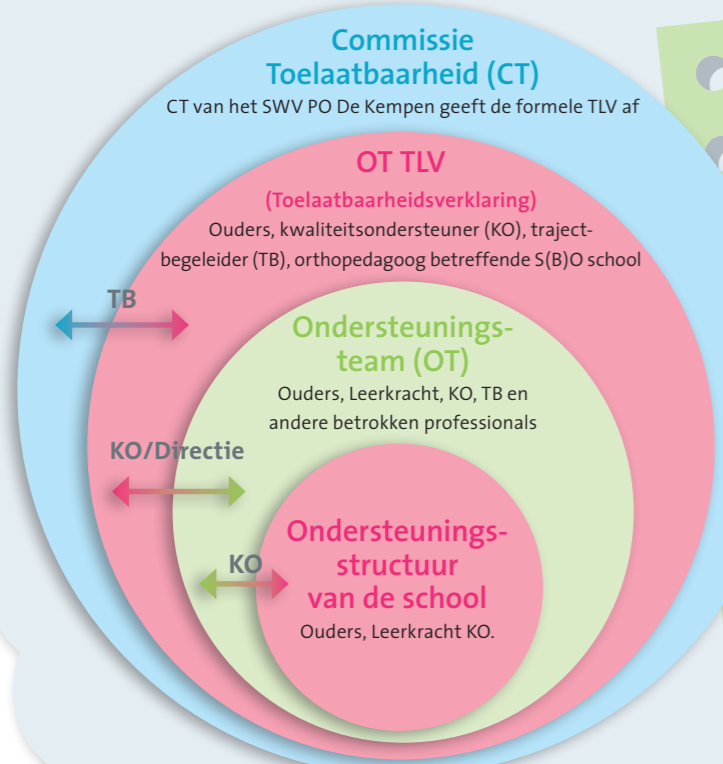 Commissie
Toelaatbaarheid (CT)
CT van het SWV PO De Kempen geeft de formele TLV af
OT TLV
(Toelaatbaarheidsverklaring)
Ouders, kwaliteitsondersteuner (KO), traject-
begeleider (TB), orthopedagoog betreffende S(B)O school
TB
Ondersteunings-
team (OT)
Ouders, Leerkracht, KO, TB en
andere betrokken professionals
KO/Directie
Ondersteunings-
structuur
van de school
Ouders, Leerkracht KO.
KO